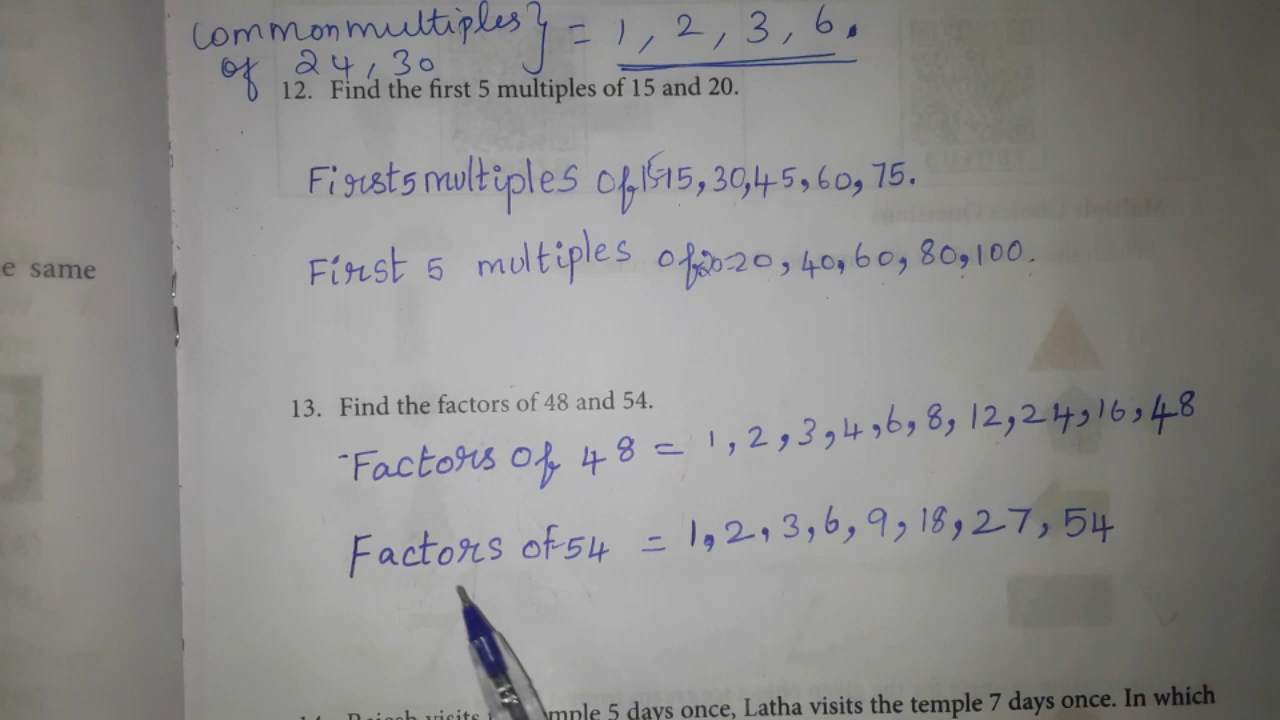 commonmultiples} = 1, 2, 3, 6.
of 24, 30
12. Find the first 5 multiples of 15 and 20.
First5 multiples of 15-15, 30, 45, 60, 75.
First 5 multiples of 20-20, 40, 60, 80, 100.
e same
13. Find the factors of 48 and 54.
Factors of 48 = 1, 2, 3, 4, 6, 8, 12, 24, 16, 48
Factors of 54 = 1, 2, 3, 6, 9, 18, 27, 54
visits mple 5 days once, Latha visits the temple 7 days once. In which